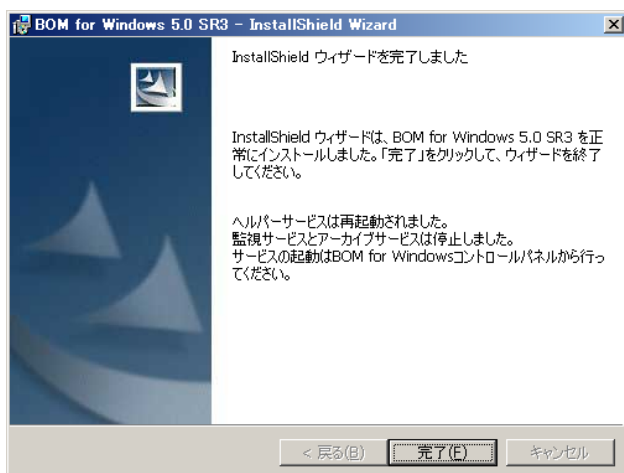 BOM for Windows 5.0 SR3 - InstallShield Wizard
InstallShield ウィザードを完了しました
InstallShield ウィザードは、BOM for Windows 5.0 SR3 を正
常にインストールしました。「完了」をクリックして、ウィザードを終了
してください。
ヘルパーサービスは再起動されました。
監視サービスとアーカイブサービスは停止しました。
サービスの起動はBOM for Windowsコントロールパネルから行っ
てください。
< 戻る(B)
完了(F)
キャンセル